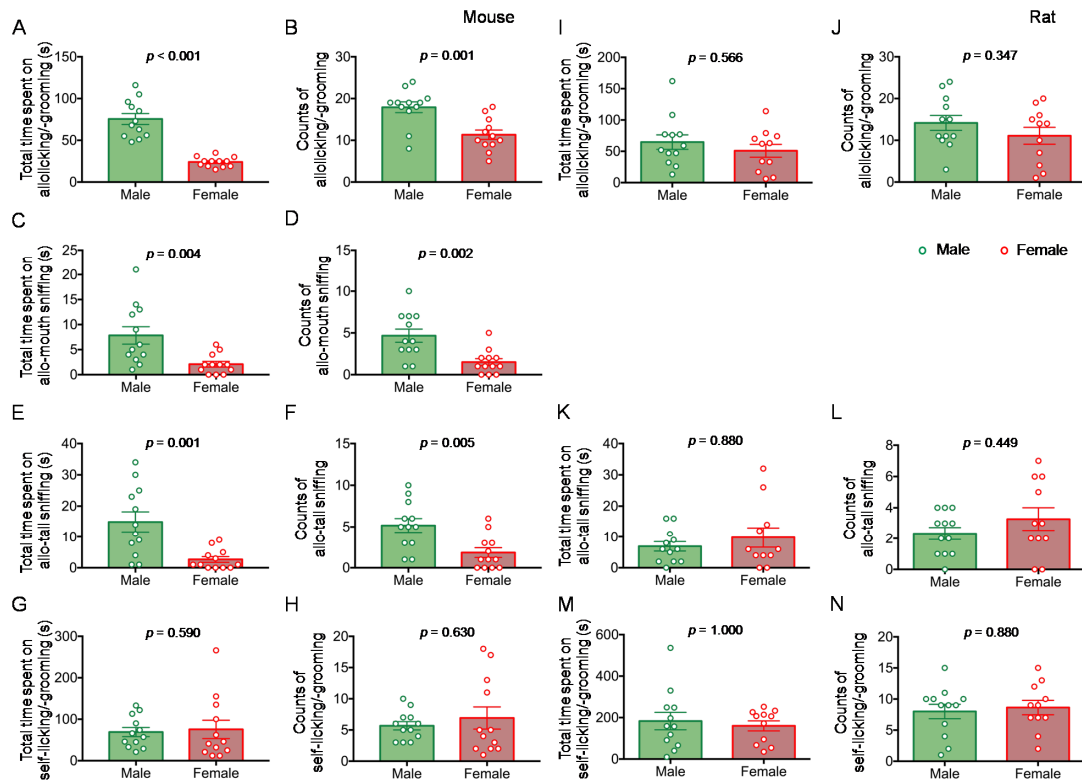 Mouse
Rat
A
Total time spent on
allolicking/-grooming (s)
p < 0.001
150
100
50
0
Male
Female
B
Counts of
allolicking/-grooming
p = 0.001
30
20
10
0
Male
Female
I
Total time spent on
allolicking/-grooming (s)
p = 0.566
200
150
100
50
0
Male
Female
J
Counts of
allolicking/-grooming
p = 0.347
30
20
10
0
Male
Female
C
Total time spent on
allo-mouth sniffing (s)
p = 0.004
25
20
15
10
5
0
Male
Female
D
Counts of
allo-mouth sniffing
p = 0.002
15
10
5
0
Male
Female
Male
Female
E
Total time spent on
allo-tail sniffing (s)
p = 0.001
40
30
20
10
0
Male
Female
F
Counts of
allo-tail sniffing
p = 0.005
15
10
5
0
Male
Female
K
Total time spent on
allo-tail sniffing (s)
p = 0.880
40
30
20
10
0
Male
Female
L
Counts of
allo-tail sniffing
p = 0.449
8
6
4
2
0
Male
Female
G
Total time spent on
self-licking/-grooming (s)
p = 0.590
300
200
100
0
Male
Female
H
Counts of
self-licking/-grooming
p = 0.630
20
15
10
5
0
Male
Female
M
Total time spent on
self-licking/-grooming (s)
p = 1.000
600
400
200
0
Male
Female
N
Counts of
self-licking/-grooming
p = 0.880
20
15
10
5
0
Male
Female